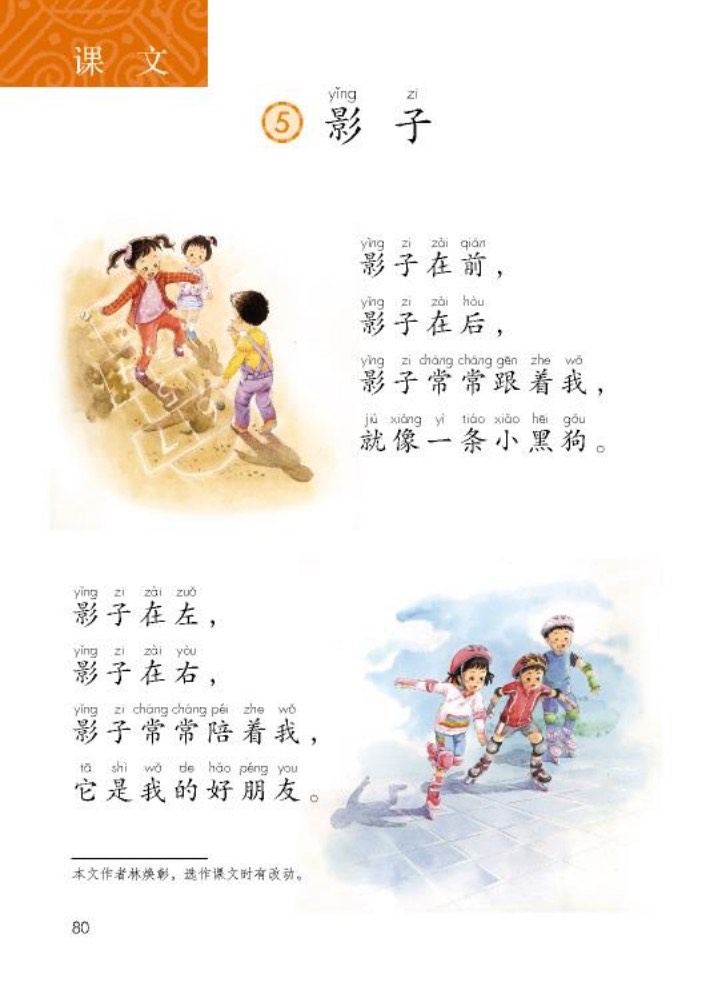 课 文
yǐng zi
5 影 子
yǐng zi zài qián
影子在前，
yǐng zi zài hòu
影子在后，
yǐng zi cháng cháng gēn zhe wǒ
影子常常跟着我，
jiù xiàng yì tiáo xiǎo hēi gǒu
就像一条小黑狗。
yǐng zi zài zuǒ
影子在左，
yǐng zi zài yòu
影子在右，
yǐng zi cháng cháng péi zhe wǒ
影子常常陪着我，
tā shì wǒ de hǎo péng you
它是我的好朋友。
本文作者林焕彰，选作课文时有改动。
80